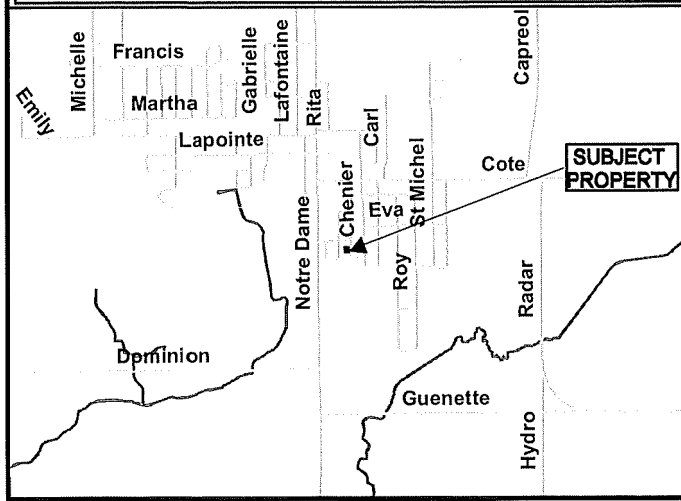 Michelle
Francis
Gabrielle
Lafontaine
Capreol
Emily
Martha
Rita
Lapointe
Carl
St Michel
Cote
SUBJECT
PROPERTY
Chenier
Eva
Notre Dame
Roy
Radar
Dominion
Guenette
Hydro